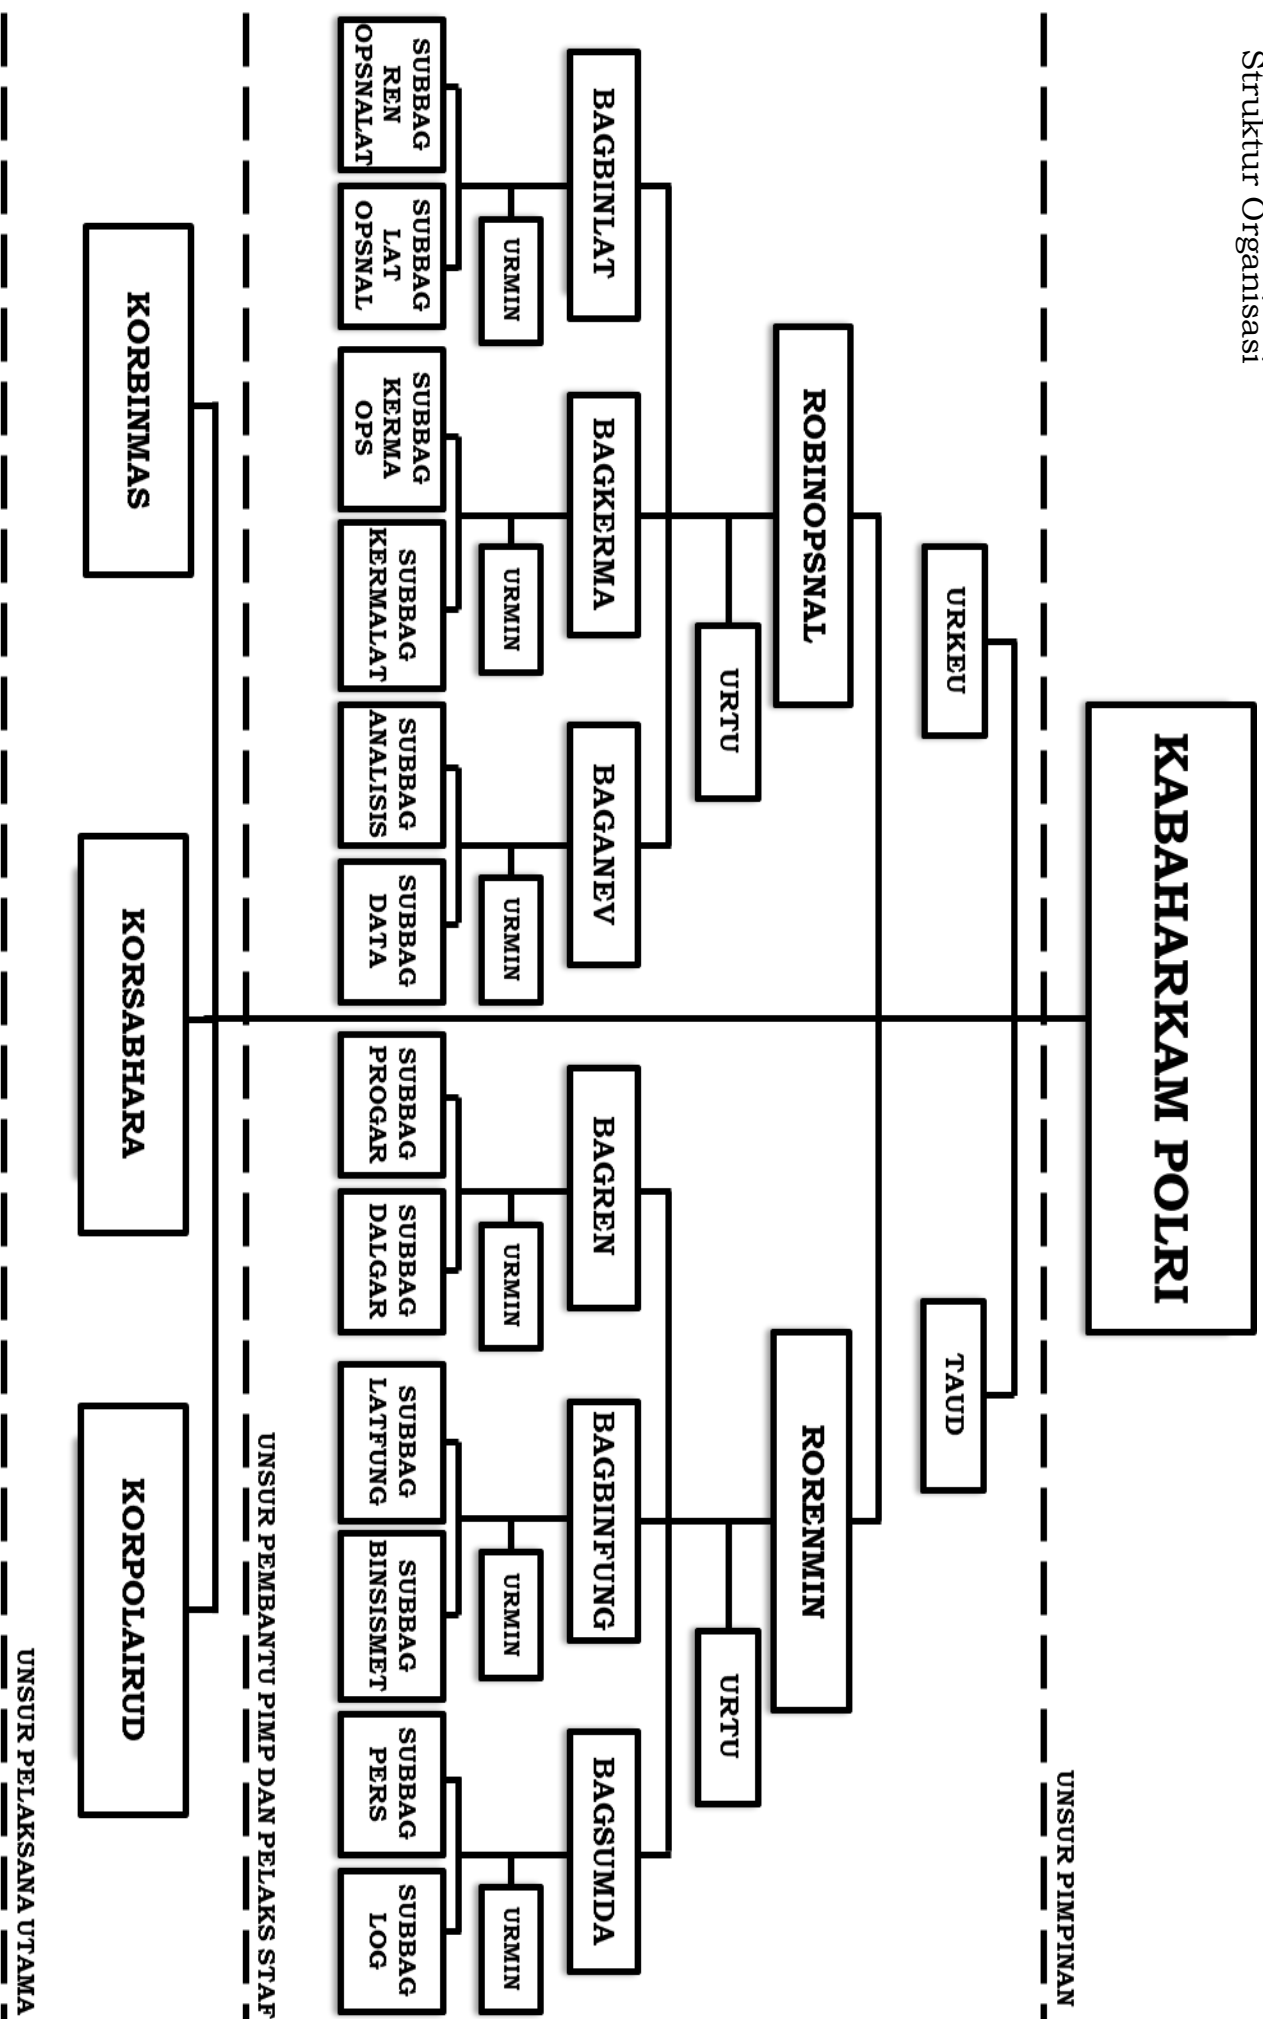 Struktur Organisasi
KABAHARKAM POLRI
UNSUR PIMPINAN
URKEU
TAUD
ROBINOPSNAL
RORENMIN
URTU
URTU
BAGBINLAT
BAGKERMA
BAGANEV
BAGREN
BAGBINFUNG
BAGSUMDA
URMIN
URMIN
URMIN
URMIN
URMIN
URMIN
SUBBAG
REN
OPSNALAT
SUBBAG
LAT
OPSNAL
SUBBAG
KERMA
OPS
SUBBAG
KERMALAT
SUBBAG
ANALISIS
SUBBAG
DATA
SUBBAG
PROGAR
SUBBAG
DALGAR
SUBBAG
LATFUNG
SUBBAG
BINSISMET
SUBBAG
PERS
SUBBAG
LOG
UNSUR PEMBANTU PIMP DAN PELAKS STAF
KORBINMAS
KORSABHARA
KORPOLAIRUD
UNSUR PELAKSANA UTAMA